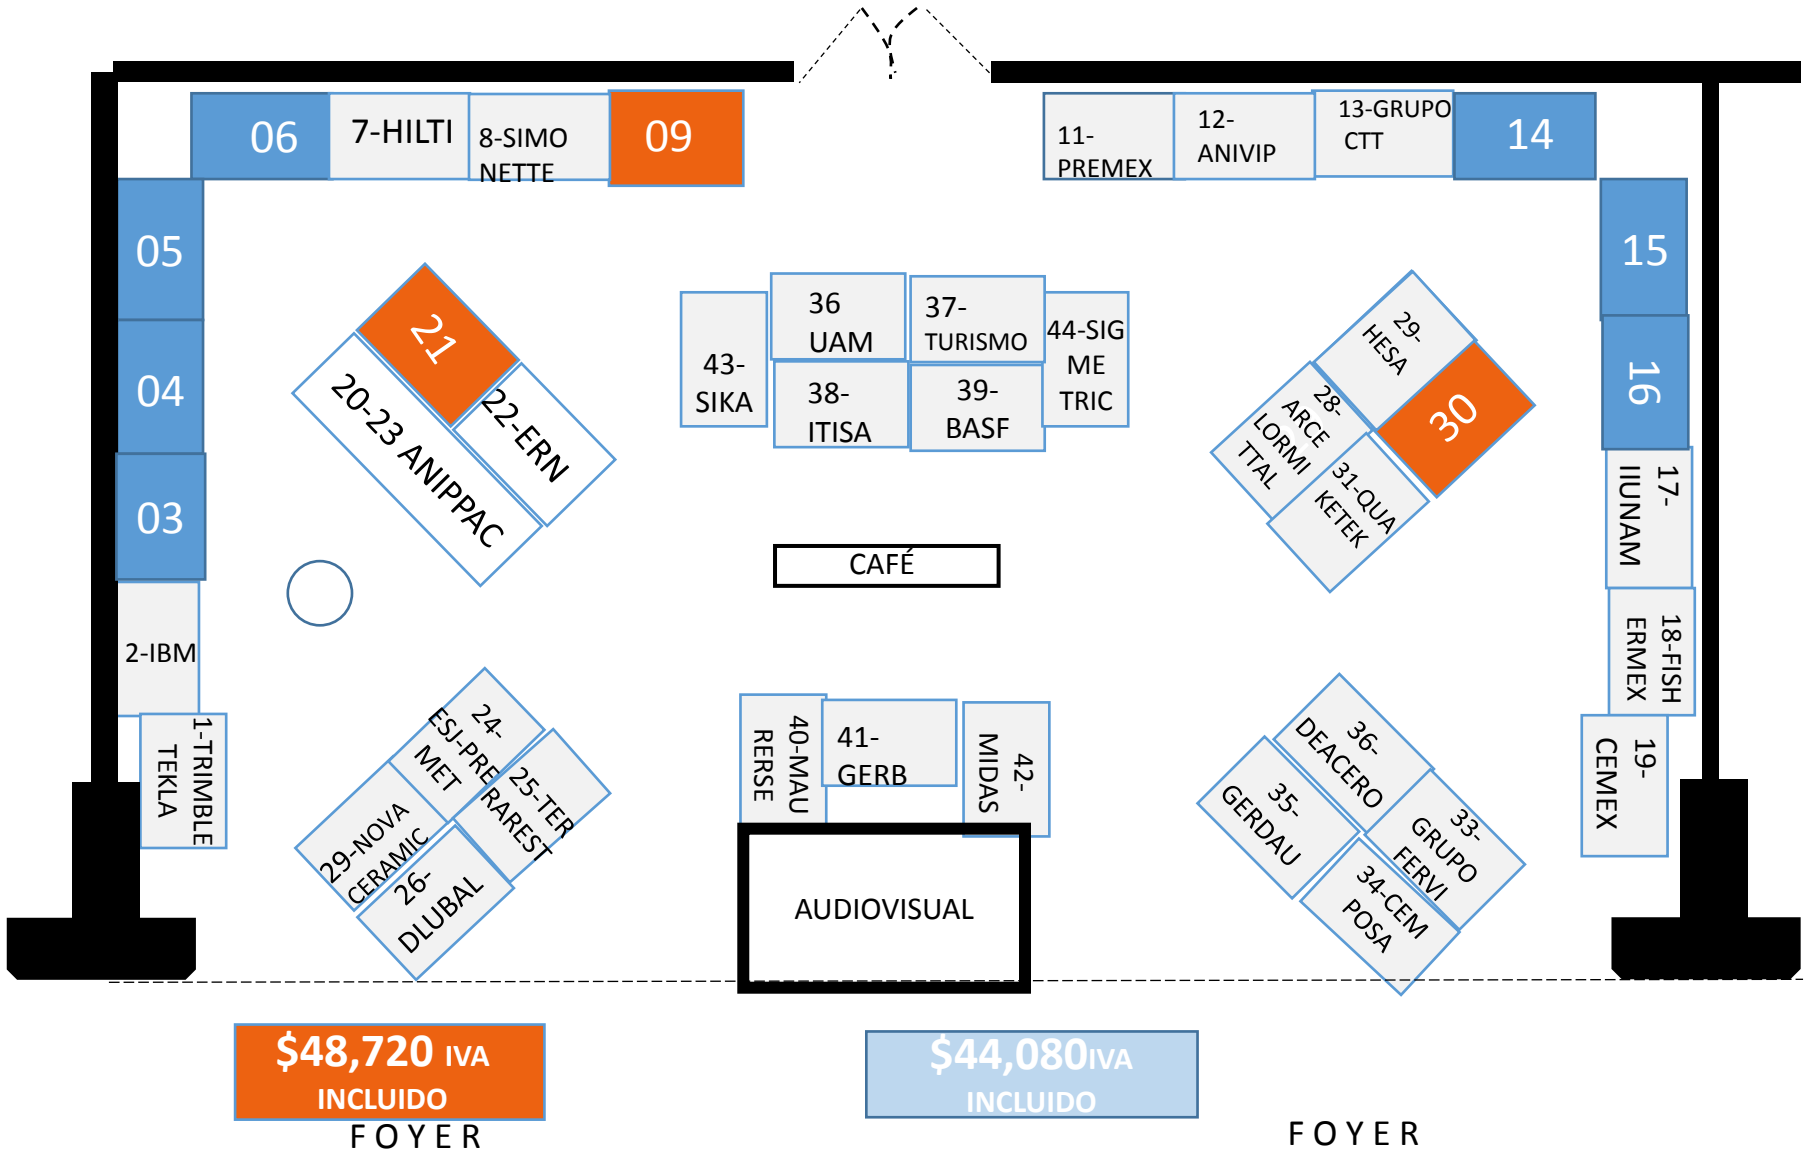 06
7-HILTI
8-SIMO
NETTE
09
11-
PREMEX
12-
ANIVIP
13-GRUPO
CTT
14
05
04
03
2-IBM
1-TRIMBLE
TEKLA
21
20-23 ANIPPAC
22-ERN
43-
SIKA
36
UAM
37-
TURISMO
38-
ITISA
39-
BASF
44-SIG
ME
TRIC
29-
HESA
30
28-
ARCE
LORMI
TTAL
31-QUA
KETEK
15
16
17-
IIUNAM
18-FISH
ERMEX
19-
CEMEX
CAFÉ
24-
ESJ-PRE
MET
25-TER
RAREST
29-NOVA
CERAMIC
26-
DLUBAL
40-MAU
RERSE
41-
GERB
42-
MIDAS
AUDIOVISUAL
36-
DEACERO
35-
GERDAU
33-
GRUPO
FERVI
34-CEM
POSA
$48,720 IVA
INCLUIDO
$44,080IVA
INCLUIDO
FOYER
FOYER